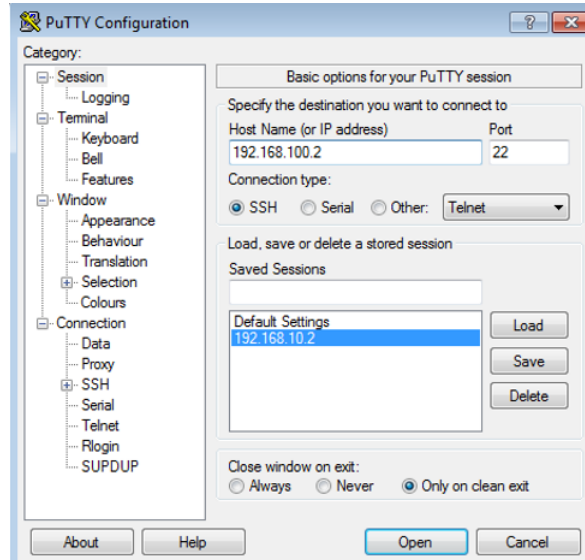 PuTTY Configuration
Category:
Session
Logging
Terminal
Keyboard
Bell
Features
Window
Appearance
Behaviour
Translation
Selection
Colours
Connection
Data
Proxy
SSH
Serial
Telnet
Rlogin
SUPDUP
Basic options for your PuTTY session
Specify the destination you want to connect to
Host Name (or IP address) Port
192.168.100.2 22
Connection type:
SSH Serial Other: Telnet
Load, save or delete a stored session
Saved Sessions
Default Settings
192.168.10.2
Load
Save
Delete
Close window on exit:
Always Never Only on clean exit
About Help Open Cancel